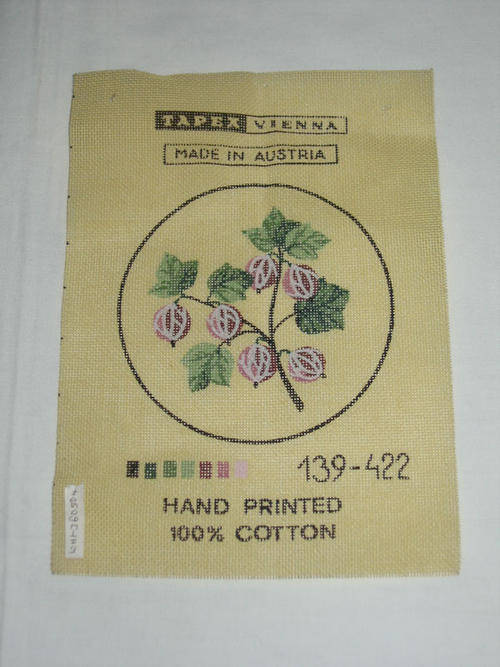 TAPEX VIENNA
MADE IN AUSTRIA
139-422
HAND PRINTED
100% COTTON